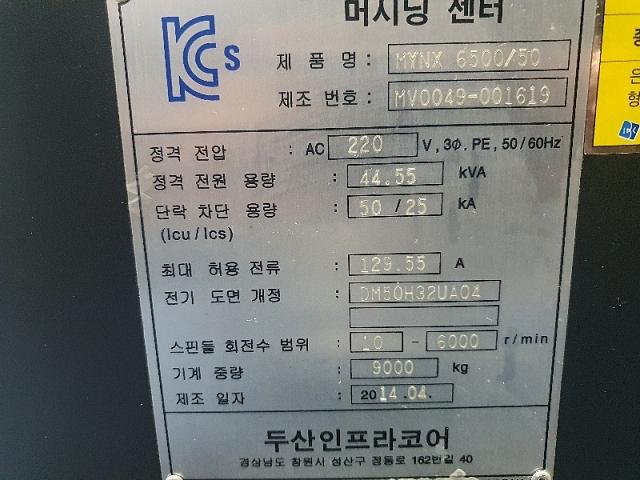 머시닝 센터
KCs
제 품 명 : MYNX 6500/50
제조 번호 : MV0049-001619
정격 전압 : AC 220 V, 3Φ. PE, 50/60Hz
정격 전원 용량 : 44.55 kVA
단락 차단 용량 : 50 / 25 kA
(Icu/Ics)
최대 허용 전류 : 129.55 A
전기 도면 개정 : DM50H32UA04
스핀들 회전수 범위 : 10 - 6000 r/min
기계 중량 : 9000 kg
제조 일자 : 2014.04.
두산인프라코어
경상남도 창원시 성산구 정동로 162번길 40